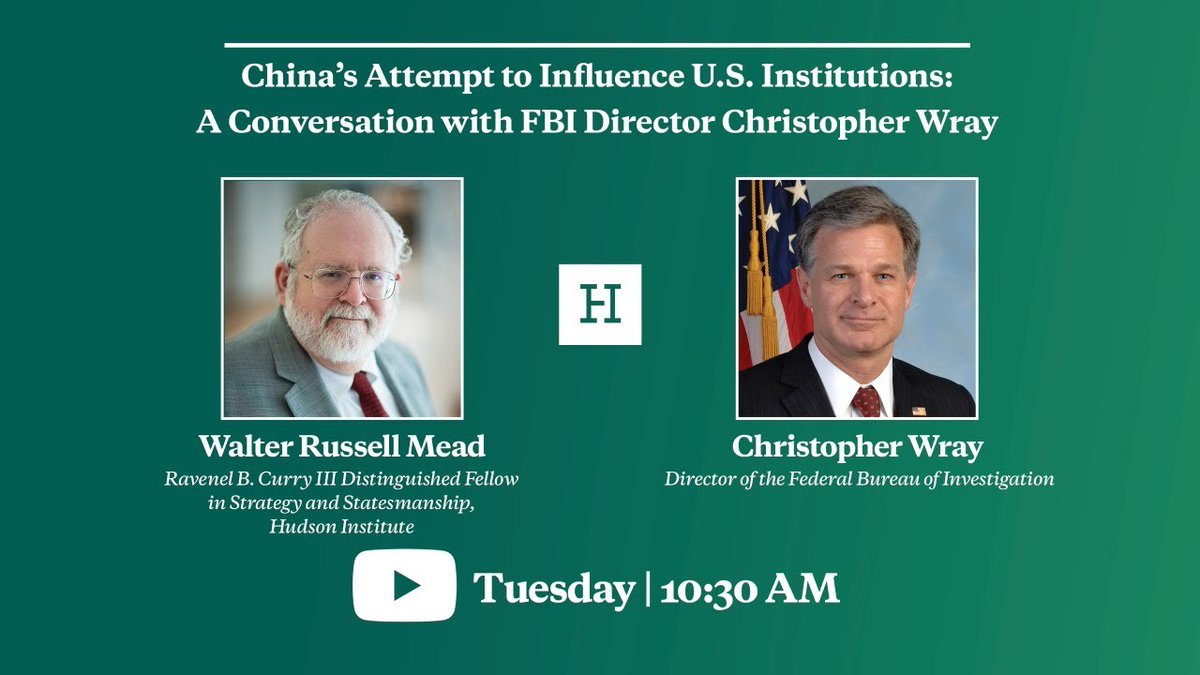 China's Attempt to Influence U.S. Institutions:
A Conversation with FBI Director Christopher Wray
H
Walter Russell Mead
Ravenel B. Curry III Distinguished Fellow
in Strategy and Statesmanship,
Hudson Institute
Christopher Wray
Director of the Federal Bureau of Investigation
Tuesday | 10:30 AM